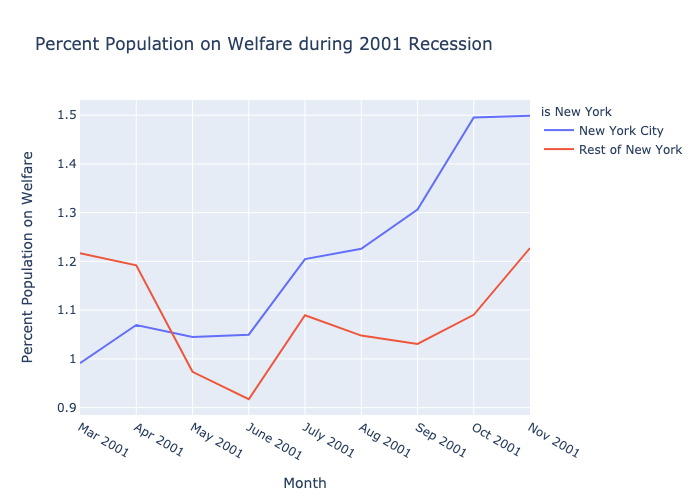 Percent Population on Welfare during 2001 Recession
is New York
New York City
Rest of New York
Percent Population on Welfare
1.5
1.4
1.3
1.2
1.1
1
0.9
Mar 2001
Apr 2001
May 2001
June 2001
July 2001
Aug 2001
Sep 2001
Oct 2001
Nov 2001
Month